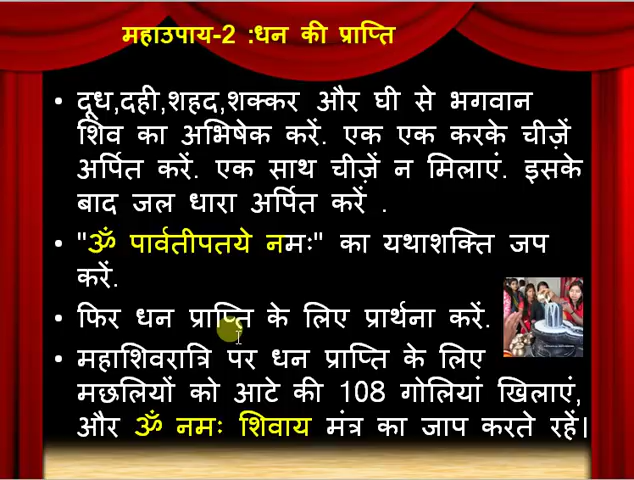 महाउपाय-2 :धन की प्राप्ति
• दूध,दही,शहद,शक्कर और घी से भगवान
शिव का अभिषेक करें. एक एक करके चीज़ें
अर्पित करें. एक साथ चीज़ें न मिलाएं. इसके
बाद जल धारा अर्पित करें .
• "ॐ पार्वतीपतये नमः" का यथाशक्ति जप
करें.
• फिर धन प्राप्ति के लिए प्रार्थना करें.
• महाशिवरात्रि पर धन प्राप्ति के लिए
मछलियों को आटे की 108 गोलियां खिलाएं,
और ॐ नमः शिवाय मंत्र का जाप करते रहें।